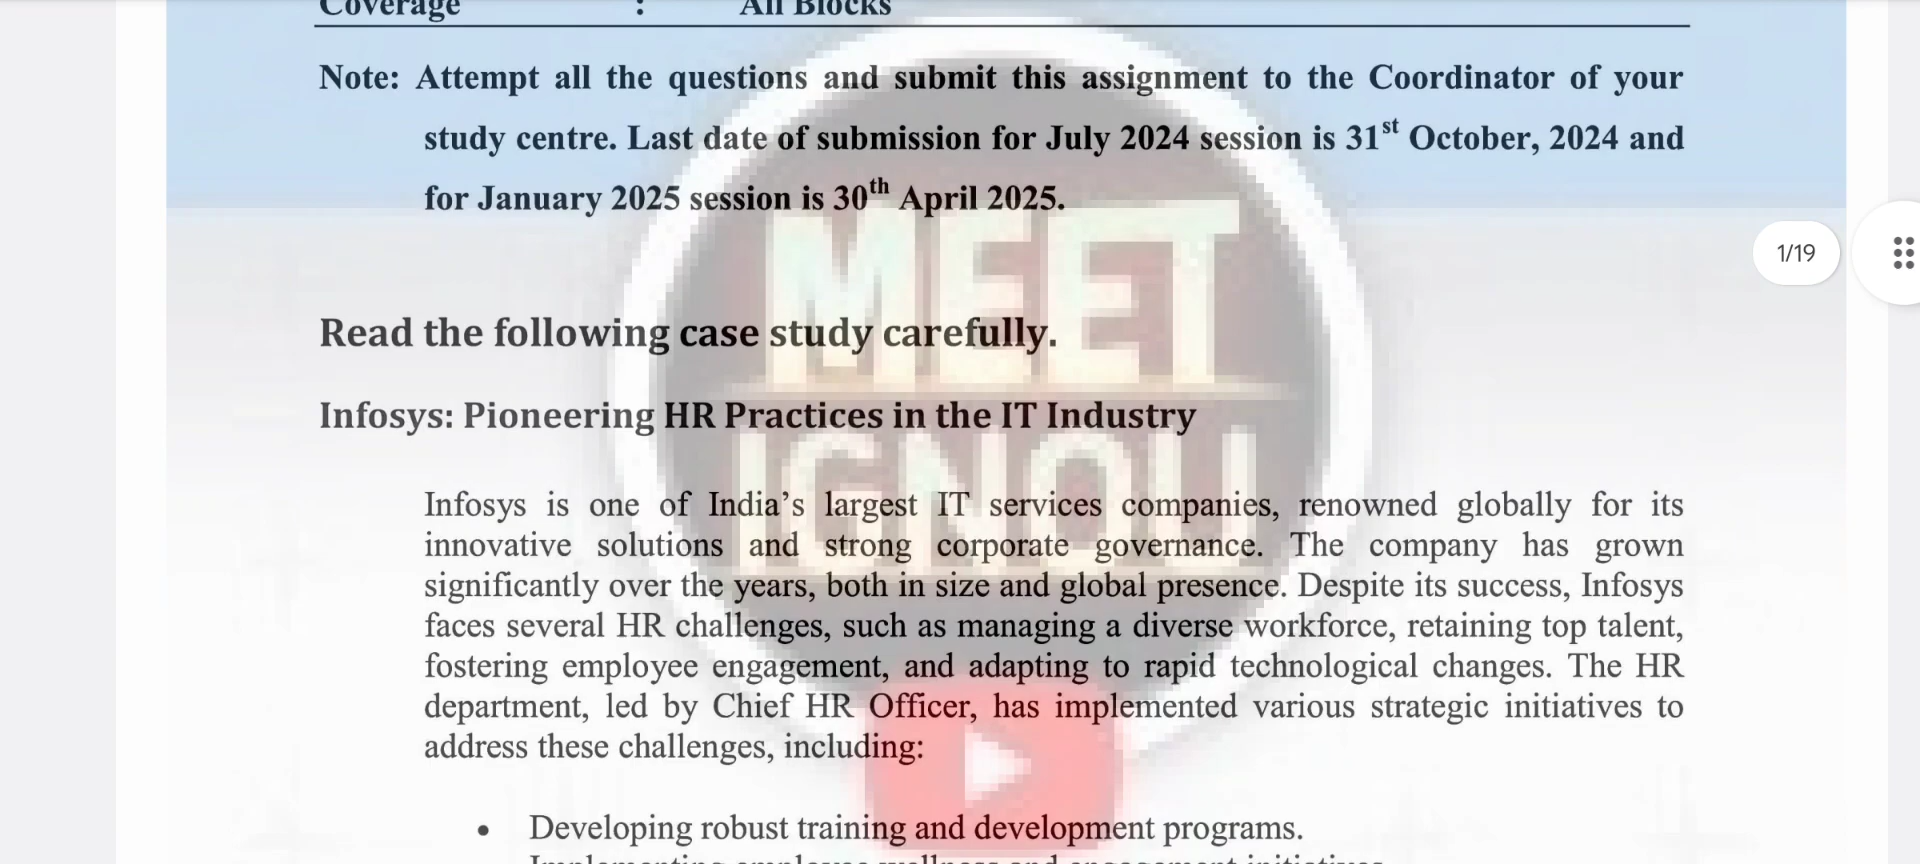 Coverage : All Blocks
Note: Attempt all the questions and submit this assignment to the Coordinator of your
study centre. Last date of submission for July 2024 session is 31st October, 2024 and
for January 2025 session is 30th April 2025.
1/19
Read the following case study carefully.
MEET
Infosys: Pioneering HR Practices in the IT Industry
IGNOU
Infosys is one of India’s largest IT services companies, renowned globally for its
innovative solutions and strong corporate governance. The company has grown
significantly over the years, both in size and global presence. Despite its success, Infosys
faces several HR challenges, such as managing a diverse workforce, retaining top talent,
fostering employee engagement, and adapting to rapid technological changes. The HR
department, led by Chief HR Officer, has implemented various strategic initiatives to
address these challenges, including:
• Developing robust training and development programs.
Implementing employee wellness and engagement initiatives.